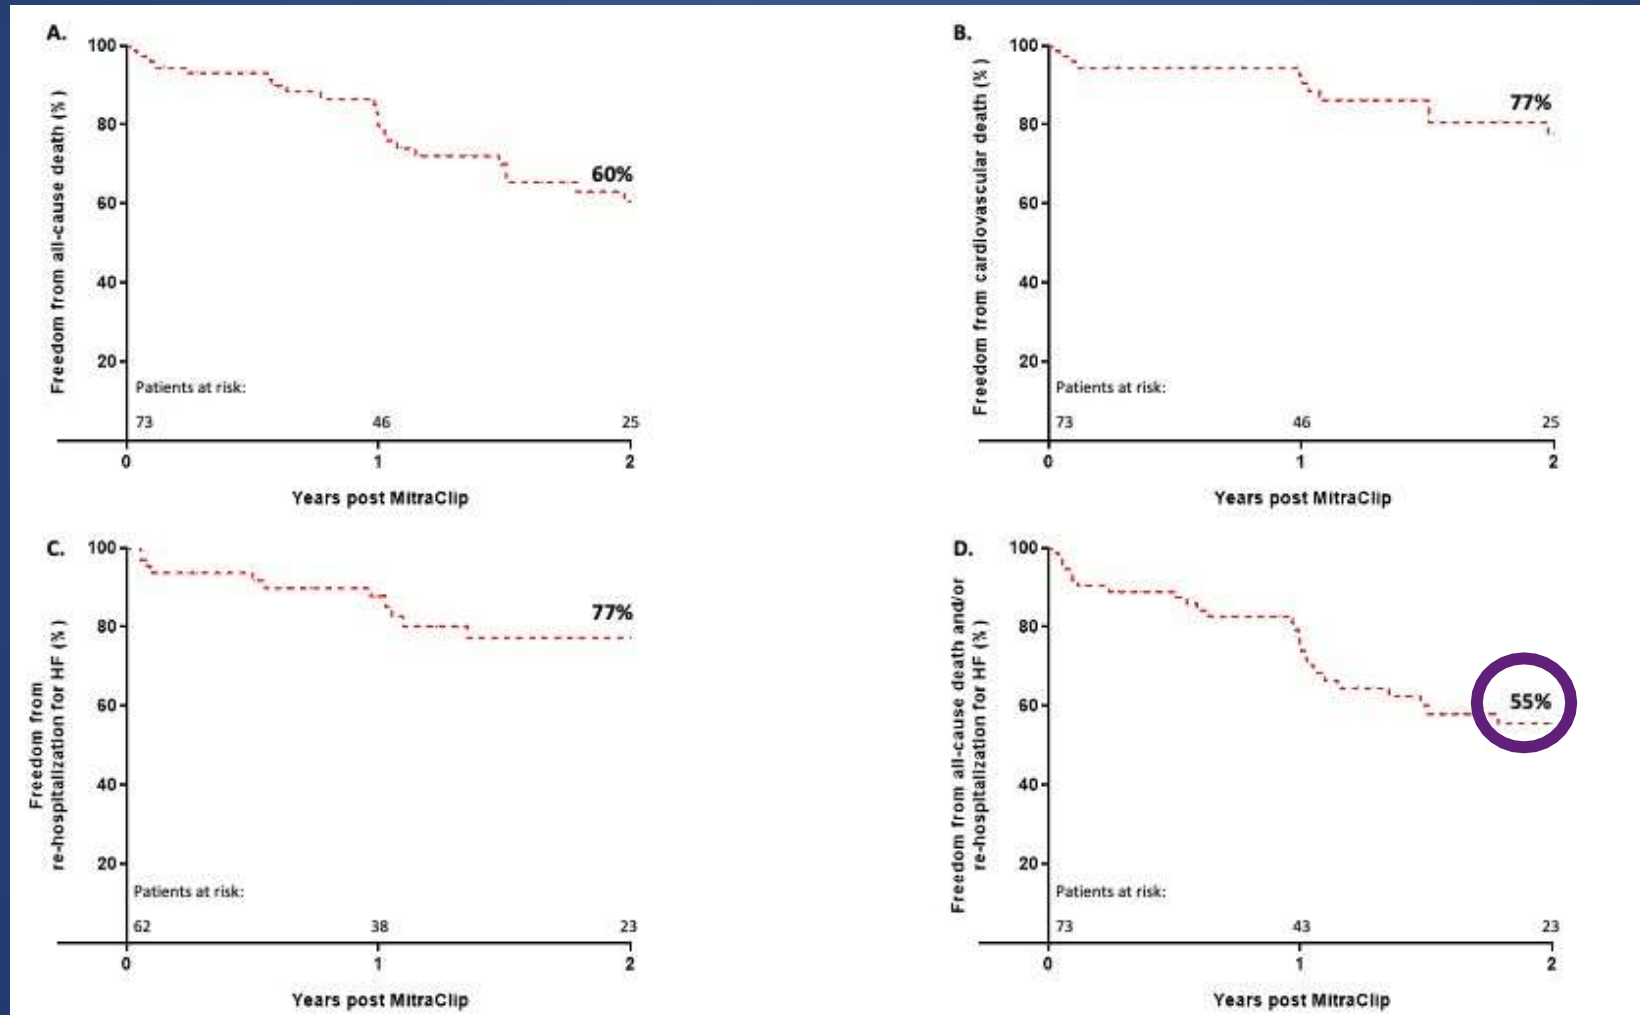 A.
Freedom from all-cause death (%)
100
80
60
40
20
60%
Patients at risk:
73 46 25
0 1 2
Years post MitraClip
B.
Freedom from cardiovascular death (%)
100
80
60
40
20
77%
Patients at risk:
73 46 25
0 1 2
Years post MitraClip
C.
Freedom from
re-hospitalization for HF (%)
100
80
60
40
20
77%
Patients at risk:
62 38 23
0 1 2
Years post MitraClip
D.
Freedom from all-cause death and/or
re-hospitalization for HF (%)
100
80
60
40
20
55%
Patients at risk:
73 43 23
0 1 2
Years post MitraClip